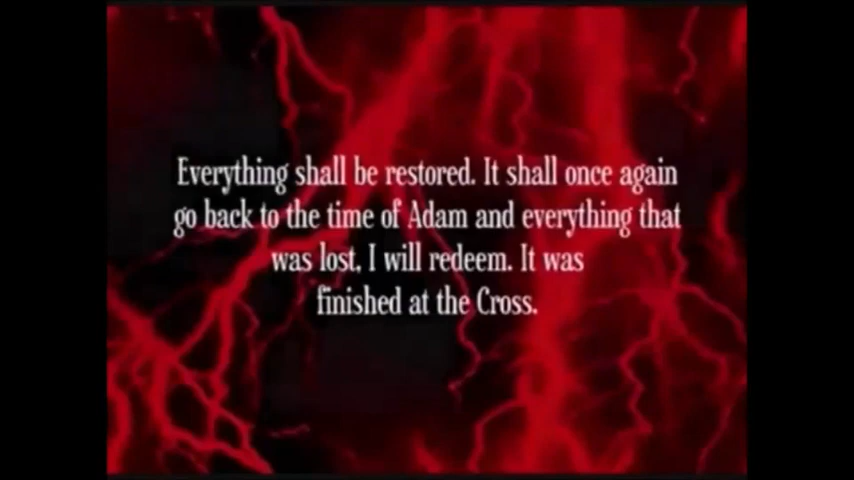 Everything shall be restored. It shall once again
go back to the time of Adam and everything that
was lost, I will redeem. It was
finished at the Cross.